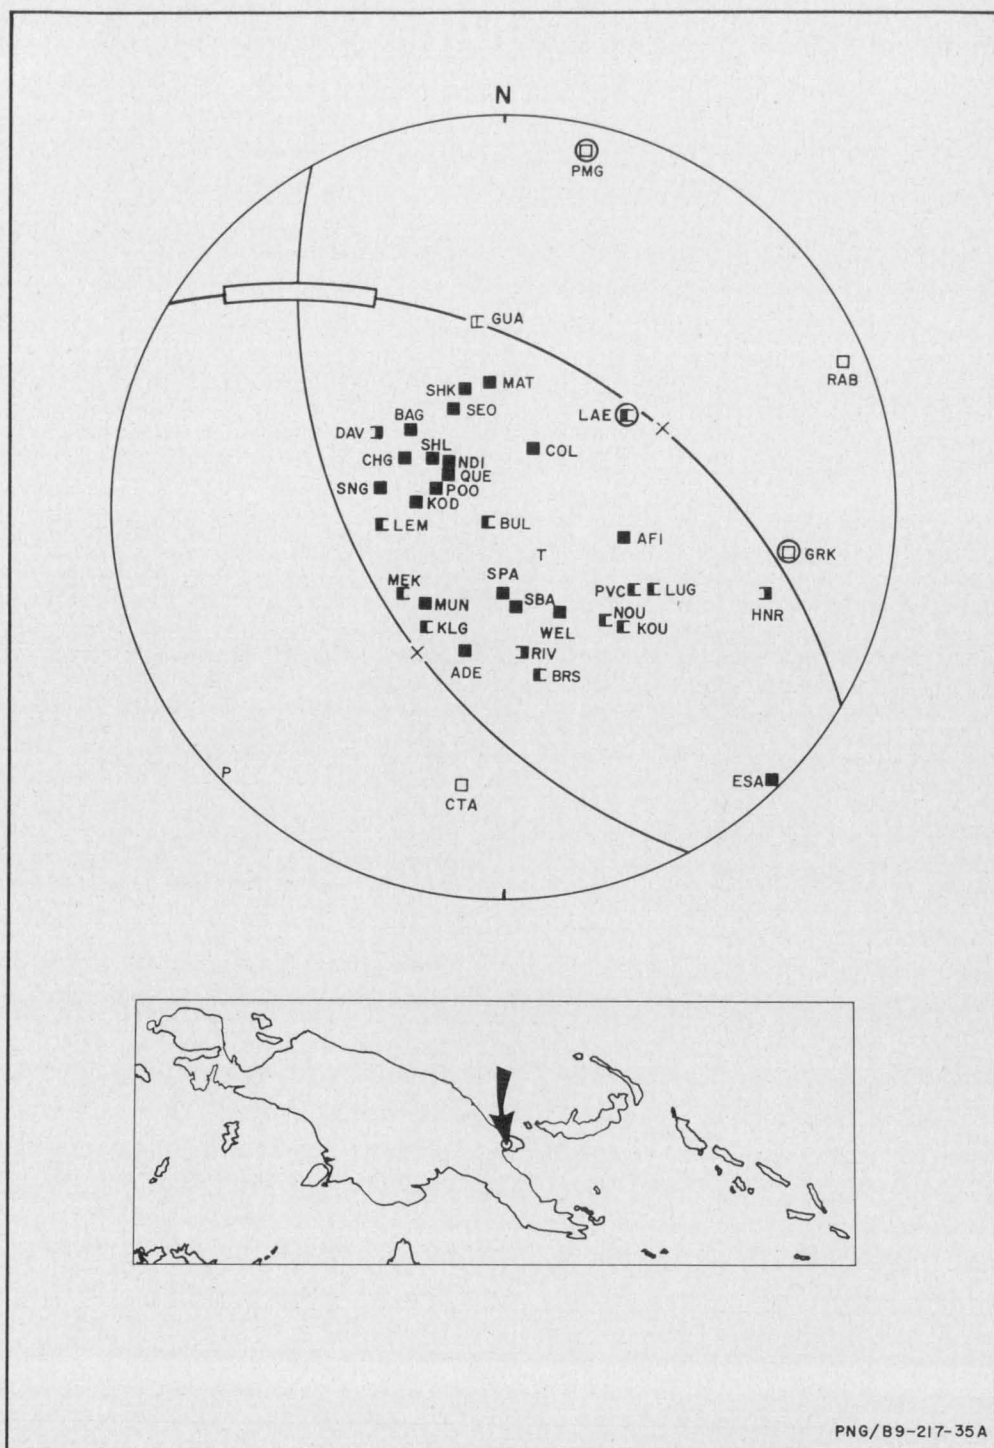 N
PMG
GUA
RAB
SHK
MAT
SEO
LAE
BAG
DAV
COL
SHL
CHG
NDI
QUE
SNG
POO
KOD
LEM
BUL
AFI
T
GRK
MEK
SPA
PVC
LUG
MUN
SBA
HNR
NOU
KLG
WEL
KOU
ADE
RIV
BRS
P
ESA
CTA
PNG/B9-217-35A